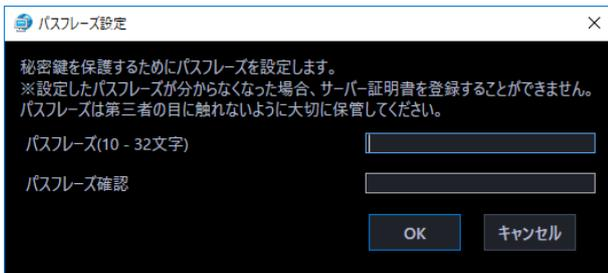 パスフレーズ設定
秘密鍵を保護するためにパスフレーズを設定します。
※設定したパスフレーズが分からなくなった場合、サーバー証明書を登録することができません。
パスフレーズは第三者の目に触れないように大切に保管してください。
パスフレーズ(10 - 32文字)
パスフレーズ確認
OK キャンセル